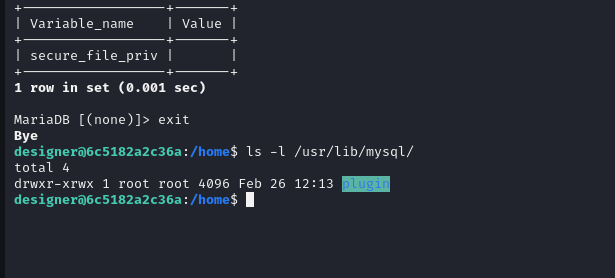 +-----------------+-------+
| Variable_name | Value |
+-----------------+-------+
| secure_file_priv | |
+-----------------+-------+
1 row in set (0.001 sec)
MariaDB [(none)]> exit
Bye
designer@6c5182a2c36a:/home$ ls -l /usr/lib/mysql/
total 4
drwxr-xrwx 1 root root 4096 Feb 26 12:13 plugin
designer@6c5182a2c36a:/home$